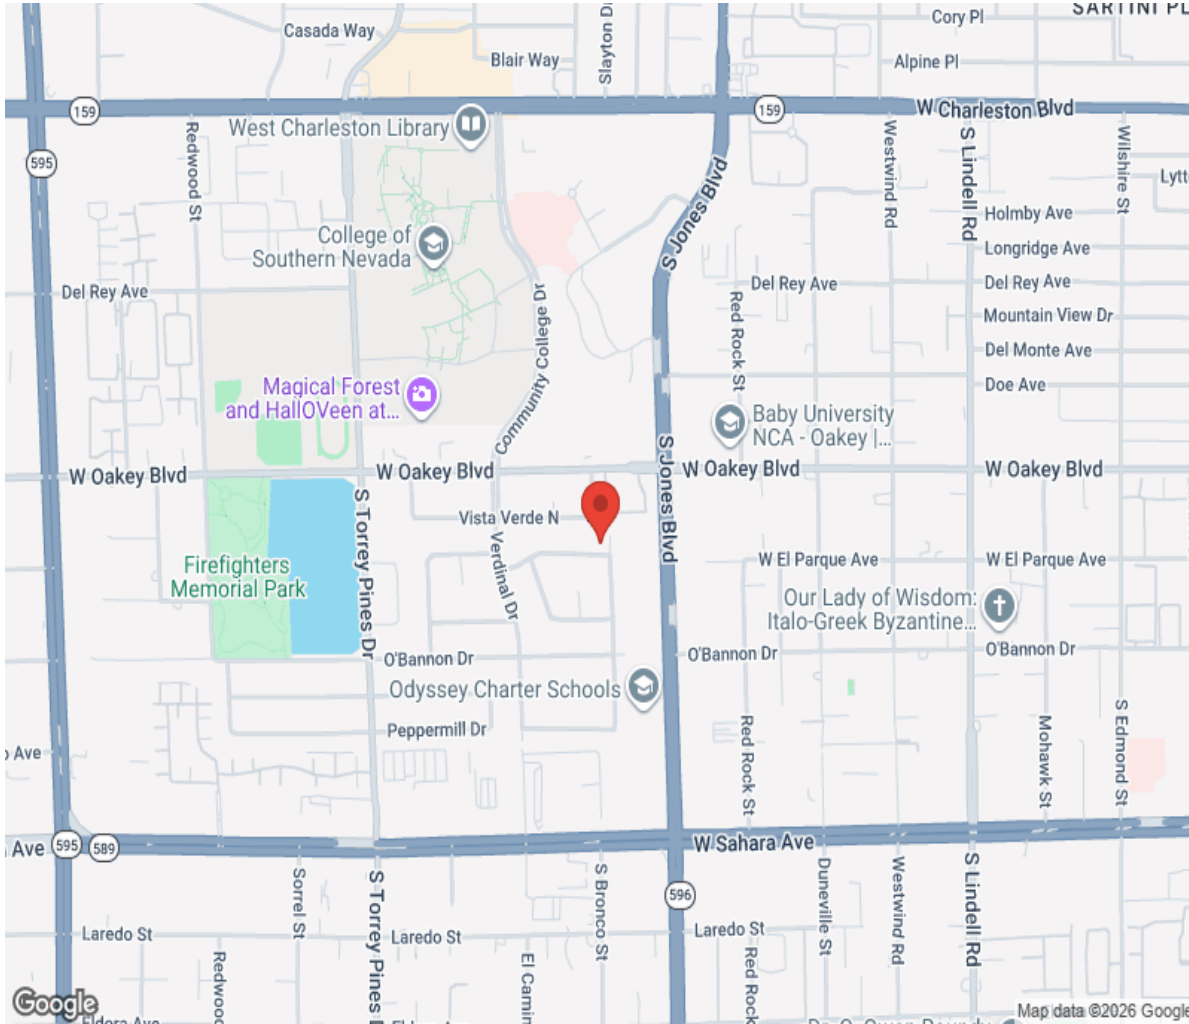 SARTINI PL
Cory Pl
Casada Way
Slayton Dr
Blair Way
Alpine Pl
159
159
W Charleston Blvd
West Charleston Library
595
Redwood St
S Jones Blvd
Westwind Rd
S Lindell Rd
Wilshire St
Lytt
Holmby Ave
College of
Southern Nevada
Longridge Ave
Del Rey Ave
Del Rey Ave
Del Rey Ave
Community College Dr
Red Rock St
Mountain View Dr
Del Monte Ave
Doe Ave
Magical Forest
and HallOVeen at...
Baby University
NCA - Oakey |...
W Oakey Blvd
W Oakey Blvd
W Oakey Blvd
W Oakey Blvd
S Jones Blvd
S Torrey Pines Dr
Vista Verde N
Verdinal Dr
W El Parque Ave
W El Parque Ave
Firefighters
Memorial Park
Our Lady of Wisdom:
Italo-Greek Byzantine...
O'Bannon Dr
O'Bannon Dr
O'Bannon Dr
Odyssey Charter Schools
Peppermill Dr
Red Rock St
Mohawk St
S Edmond St
Ave
Ave
595
589
W Sahara Ave
S Torrey Pines
Sorrel St
S Bronco St
596
Duneville St
Westwind Rd
S Lindell Rd
Laredo St
Laredo St
Laredo St
Redwood
El Camin
Red Rock
Google
Map data ©2026 Google